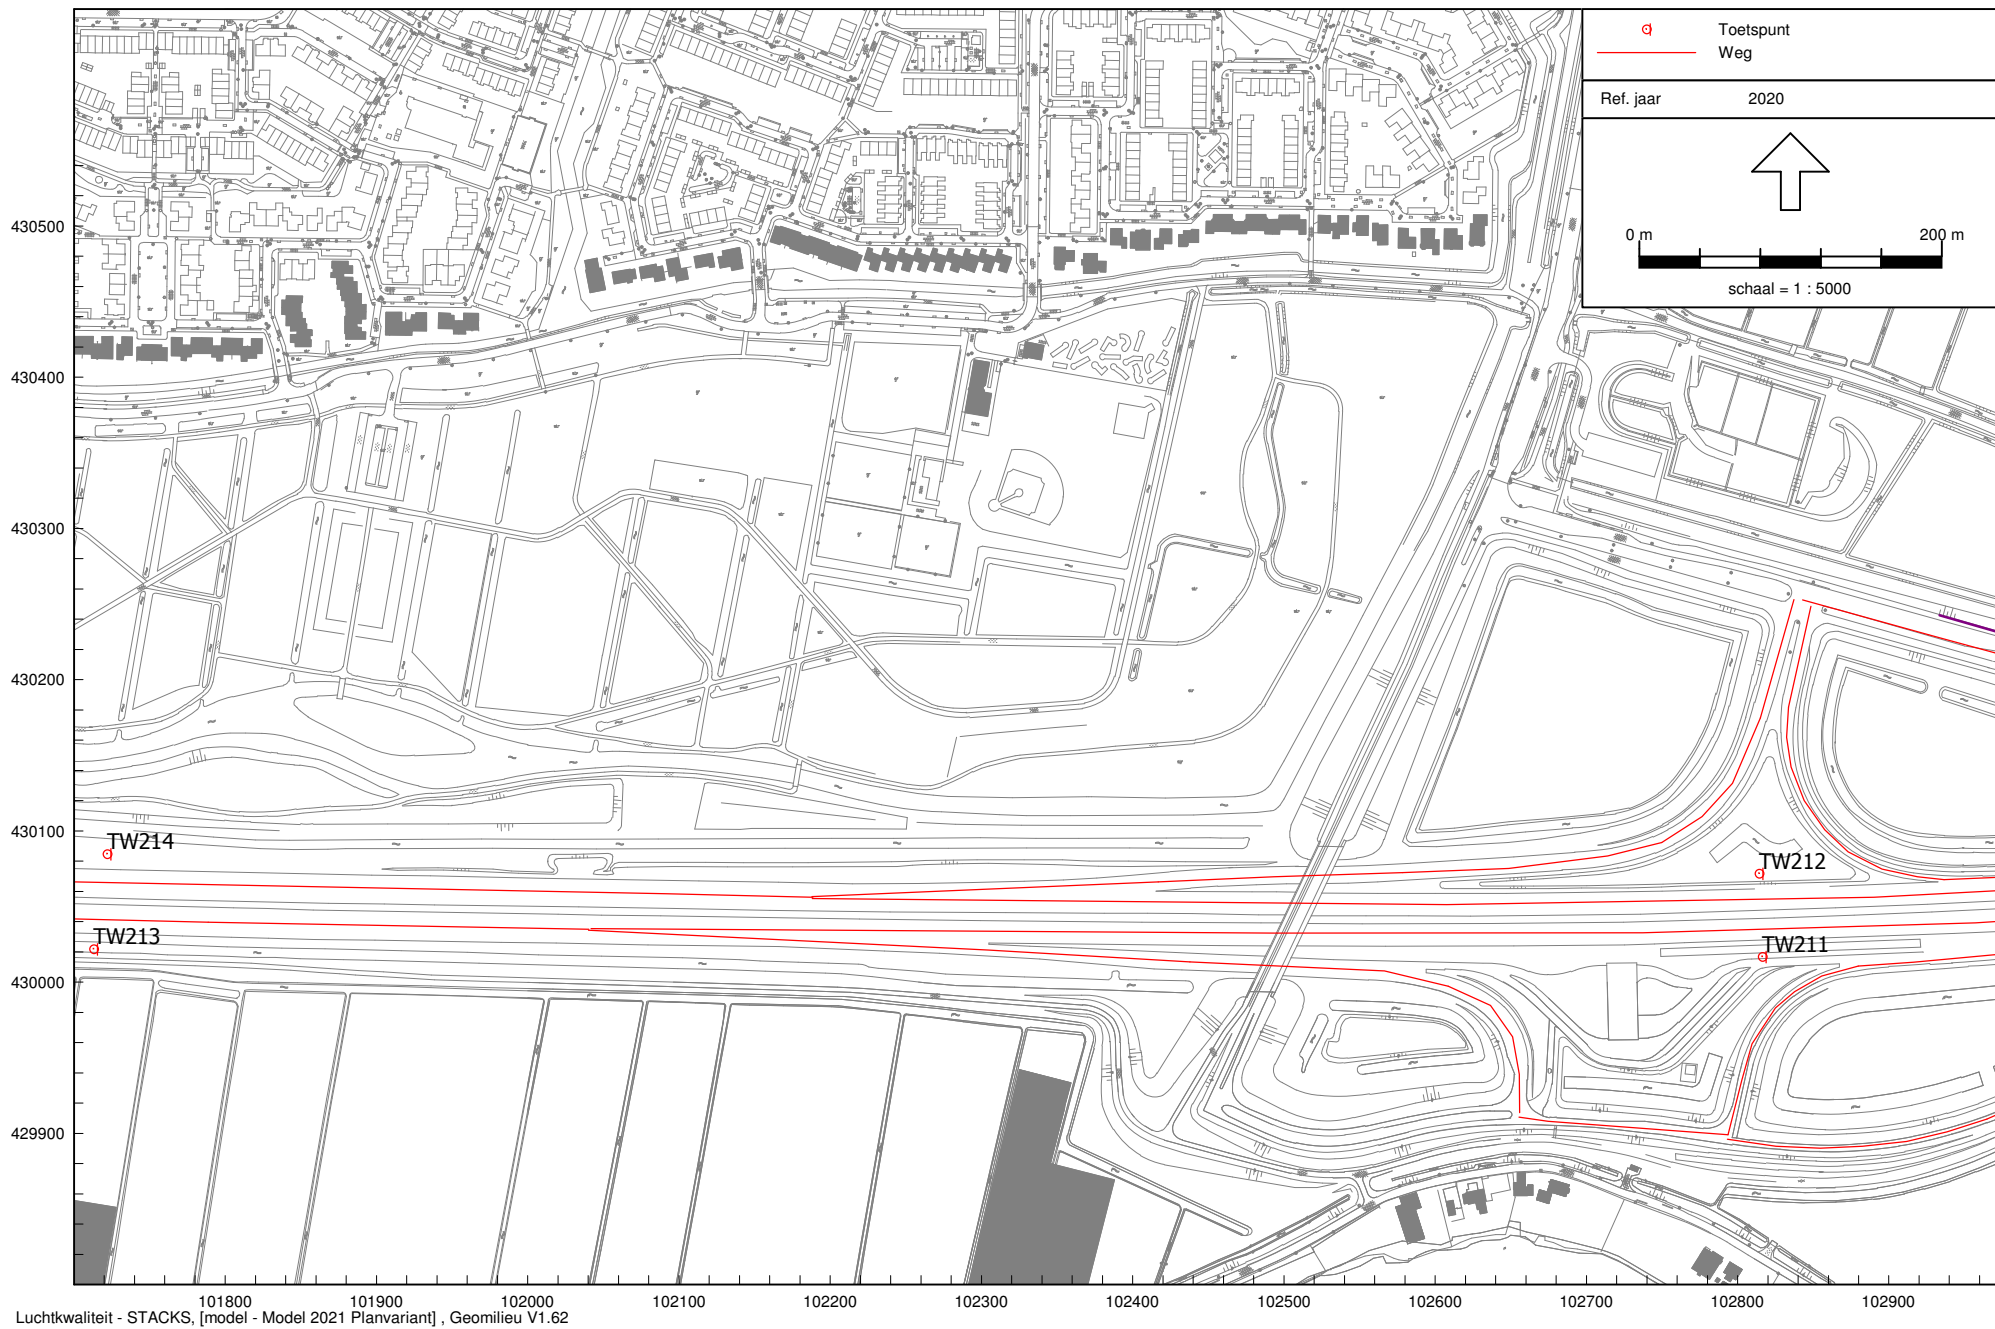 Toetspunt
Weg
Ref. jaar 2020
0 m 200 m
schaal = 1 : 5000
430500
430400
430300
430200
430100
430000
429900
TW214
TW213
TW212
TW211
101800 101900 102000 102100 102200 102300 102400 102500 102600 102700 102800 102900
Luchtkwaliteit - STACKS, [model - Model 2021 Planvariant] , Geomilieu V1.62